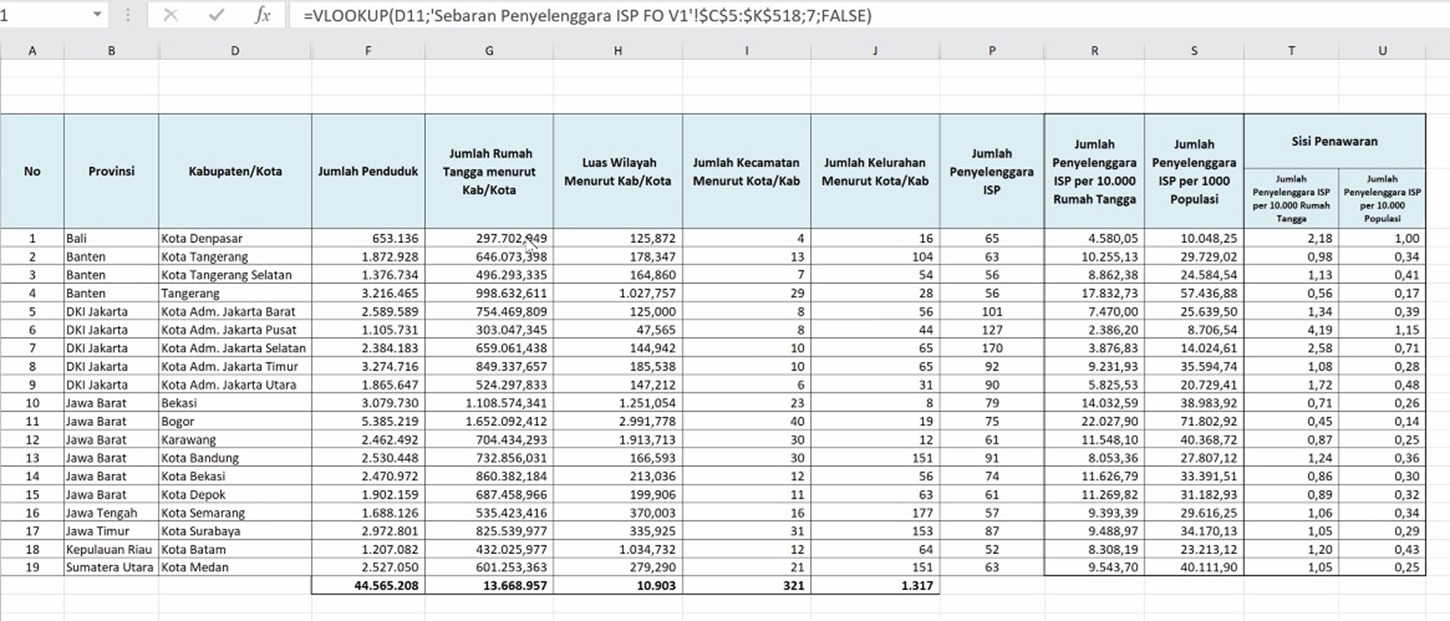 1 =VLOOKUP(D11;'Sebaran Penyelenggara ISP FO V1'!$C$5:$K$518;7;FALSE)
A B D F G H I J P R S T U
No Provinsi Kabupaten/Kota Jumlah Penduduk Jumlah Rumah Tangga menurut Kab/Kota Luas Wilayah Menurut Kab/Kota Jumlah Kecamatan Menurut Kota/Kab Jumlah Kelurahan Menurut Kota/Kab Jumlah Penyelenggara ISP Jumlah Penyelenggara ISP per 10.000 Rumah Tangga Jumlah Penyelenggara ISP per 1000 Populasi Sisi Penawaran
Jumlah Penyelenggara ISP per 10.000 Rumah Tangga Jumlah Penyelenggara ISP per 10.000 Populasi
1 Bali Kota Denpasar 653.136 297.702,949 125,872 4 16 65 4.580,05 10.048,25 2,18 1,00
2 Banten Kota Tangerang 1.872.928 646.073,398 178,347 13 104 63 10.255,13 29.729,02 0,98 0,34
3 Banten Kota Tangerang Selatan 1.376.734 496.293,335 164,860 7 54 56 8.862,38 24.584,54 1,13 0,41
4 Banten Tangerang 3.216.465 998.632,611 1.027,757 29 28 56 17.832,73 57.436,88 0,56 0,17
5 DKI Jakarta Kota Adm. Jakarta Barat 2.589.589 754.469,809 125,000 8 56 101 7.470,00 25.639,50 1,34 0,39
6 DKI Jakarta Kota Adm. Jakarta Pusat 1.105.731 303.047,345 47,565 8 44 127 2.386,20 8.706,54 4,19 1,15
7 DKI Jakarta Kota Adm. Jakarta Selatan 2.384.183 659.061,438 144,942 10 65 170 3.876,83 14.024,61 2,58 0,71
8 DKI Jakarta Kota Adm. Jakarta Timur 3.274.716 849.337,657 185,538 10 65 92 9.231,93 35.594,74 1,08 0,28
9 DKI Jakarta Kota Adm. Jakarta Utara 1.865.647 524.297,833 147,212 6 31 90 5.825,53 20.729,41 1,72 0,48
10 Jawa Barat Bekasi 3.079.730 1.108.574,341 1.251,054 23 8 79 14.032,59 38.983,92 0,71 0,26
11 Jawa Barat Bogor 5.385.219 1.652.092,412 2.991,778 40 19 75 22.027,90 71.802,92 0,45 0,14
12 Jawa Barat Karawang 2.462.492 704.434,293 1.913,713 30 12 61 11.548,10 40.368,72 0,87 0,25
13 Jawa Barat Kota Bandung 2.530.448 732.856,031 166,593 30 151 91 8.053,36 27.807,12 1,24 0,36
14 Jawa Barat Kota Bekasi 2.470.972 860.382,184 213,036 12 56 74 11.626,79 33.391,51 0,86 0,30
15 Jawa Barat Kota Depok 1.902.159 687.458,966 199,906 11 63 61 11.269,82 31.182,93 0,89 0,32
16 Jawa Tengah Kota Semarang 1.688.126 535.423,416 370,003 16 177 57 9.393,39 29.616,25 1,06 0,34
17 Jawa Timur Kota Surabaya 2.972.801 825.539,977 335,925 31 153 87 9.488,97 34.170,13 1,05 0,29
18 Kepulauan Riau Kota Batam 1.207.082 432.025,977 1.034,732 12 64 52 8.308,19 23.213,12 1,20 0,43
19 Sumatera Utara Kota Medan 2.527.050 601.253,363 279,290 21 151 63 9.543,70 40.111,90 1,05 0,25
44.565.208 13.668.957 10.903 321 1.317